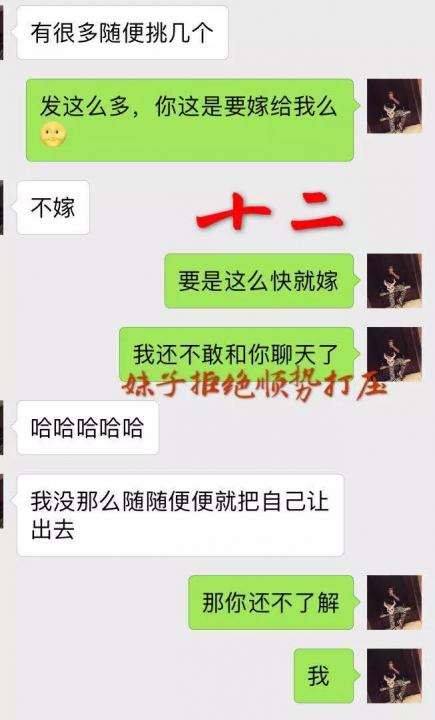 有很多随便挑几个
发这么多，你这是要嫁给我么
不嫁
十二
要是这么快就嫁
我还不敢和你聊天了
妹子拒绝顺势打压
哈哈哈哈哈
我没那么随随便便就把自己让
出去
那你还不了解
我